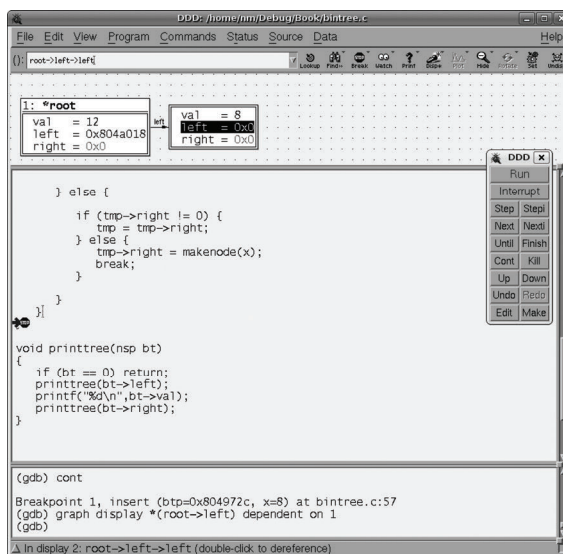 DDD: /home/nm/Debug/Book/bintree.c
File Edit View Program Commands Status Source Data Help
(): root->left->left
Lookup Find» Break Watch Print Display Plot Hide Rotate Set Undisp
1: *root
val = 12
left = 0x804a018
right = 0x0
left
val = 8
left = 0x0
right = 0x0
DDD
Run
Interrupt
Step Stepi
Next Nexti
Until Finish
Cont Kill
Up Down
Undo Redo
Edit Make
} else {
if (tmp->right != 0) {
tmp = tmp->right;
} else {
tmp->right = makenode(x);
break;
}
}
}
void printtree(nsp bt)
{
if (bt == 0) return;
printtree(bt->left);
printf("%d\n",bt->val);
printtree(bt->right);
}
(gdb) cont
Breakpoint 1, insert (btp=0x804972c, x=8) at bintree.c:57
(gdb) graph display *(root->left) dependent on 1
(gdb)
In display 2: root->left->left (double-click to dereference)